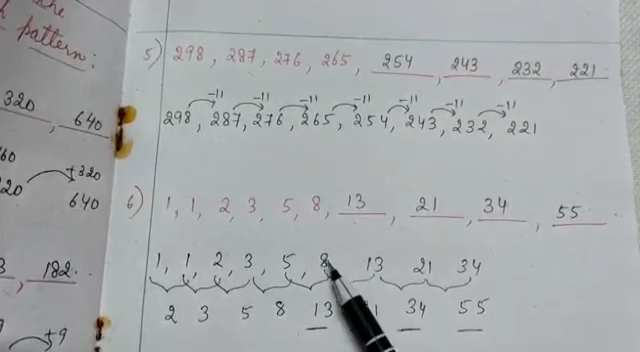 the
pattern:
320, 640
5) 298, 287, 276, 265, 254, 243, 232, 221
-11 -11 -11 -11 -11 -11 -11
298, 287, 276, 265, 254, 243, 232, 221
+320
640
6) 1, 1, 2, 3, 5, 8, 13, 21, 34, 55
182
1, 1, 2, 3, 5, 8 13 21 34
2 3 5 8 13 34 55
+9